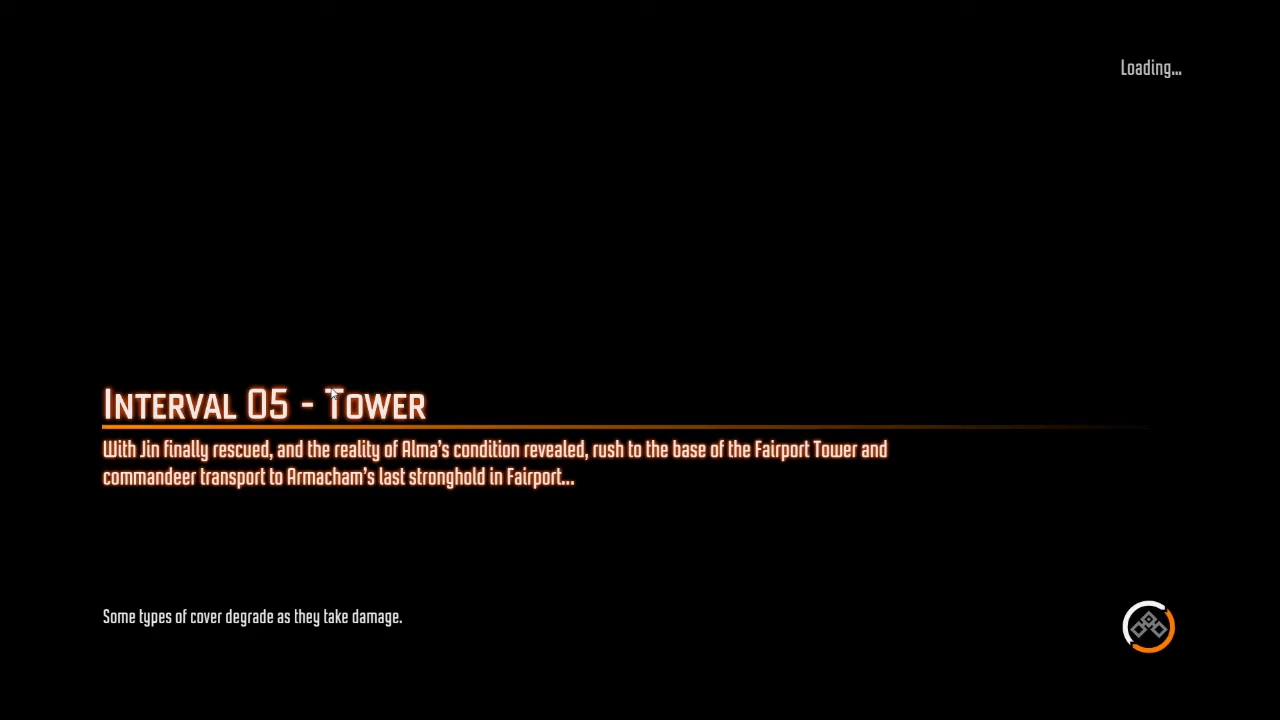 Loading...
Interval 05 - Tower
With Jin finally rescued, and the reality of Alma's condition revealed, rush to the base of the Fairport Tower and
commandeer transport to Armacham's last stronghold in Fairport...
Some types of cover degrade as they take damage.